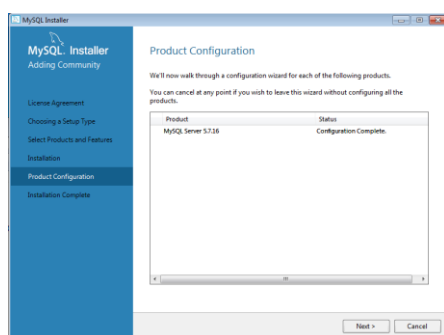 MySQL Installer
MySQL. Installer
Adding Community
License Agreement
Choosing a Setup Type
Select Products and Features
Installation
Product Configuration
Installation Complete
Product Configuration
We'll now walk through a configuration wizard for each of the following products.
You can cancel at any point if you wish to leave this wizard without configuring all the
products.
Product Status
MySQL Server 5.7.16 Configuration Complete.
Next > Cancel